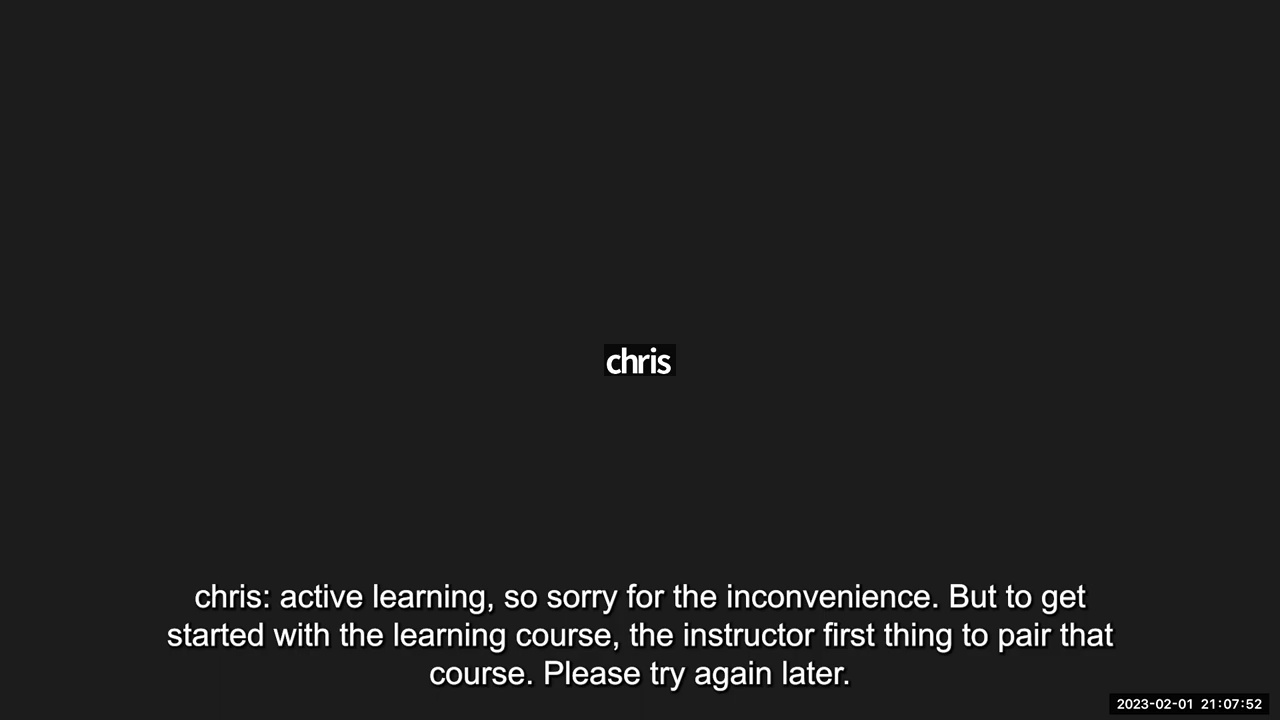 chris
chris: active learning, so sorry for the inconvenience. But to get
started with the learning course, the instructor first thing to pair that
course. Please try again later.
2023-02-01 21:07:52